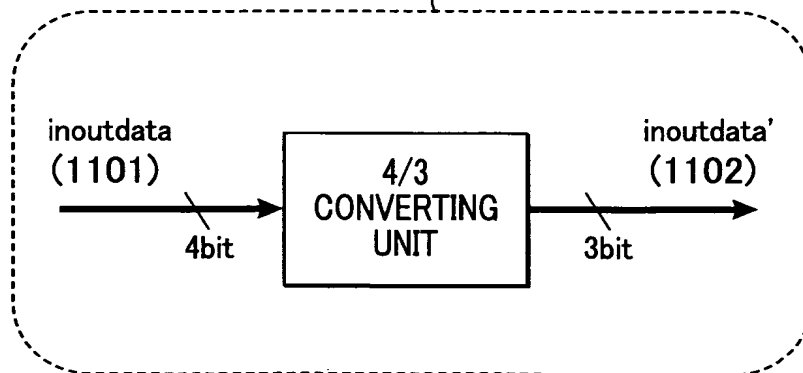 inoutdata
(1101)
4bit
4/3
CONVERTING
UNIT
inoutdata'
(1102)
3bit